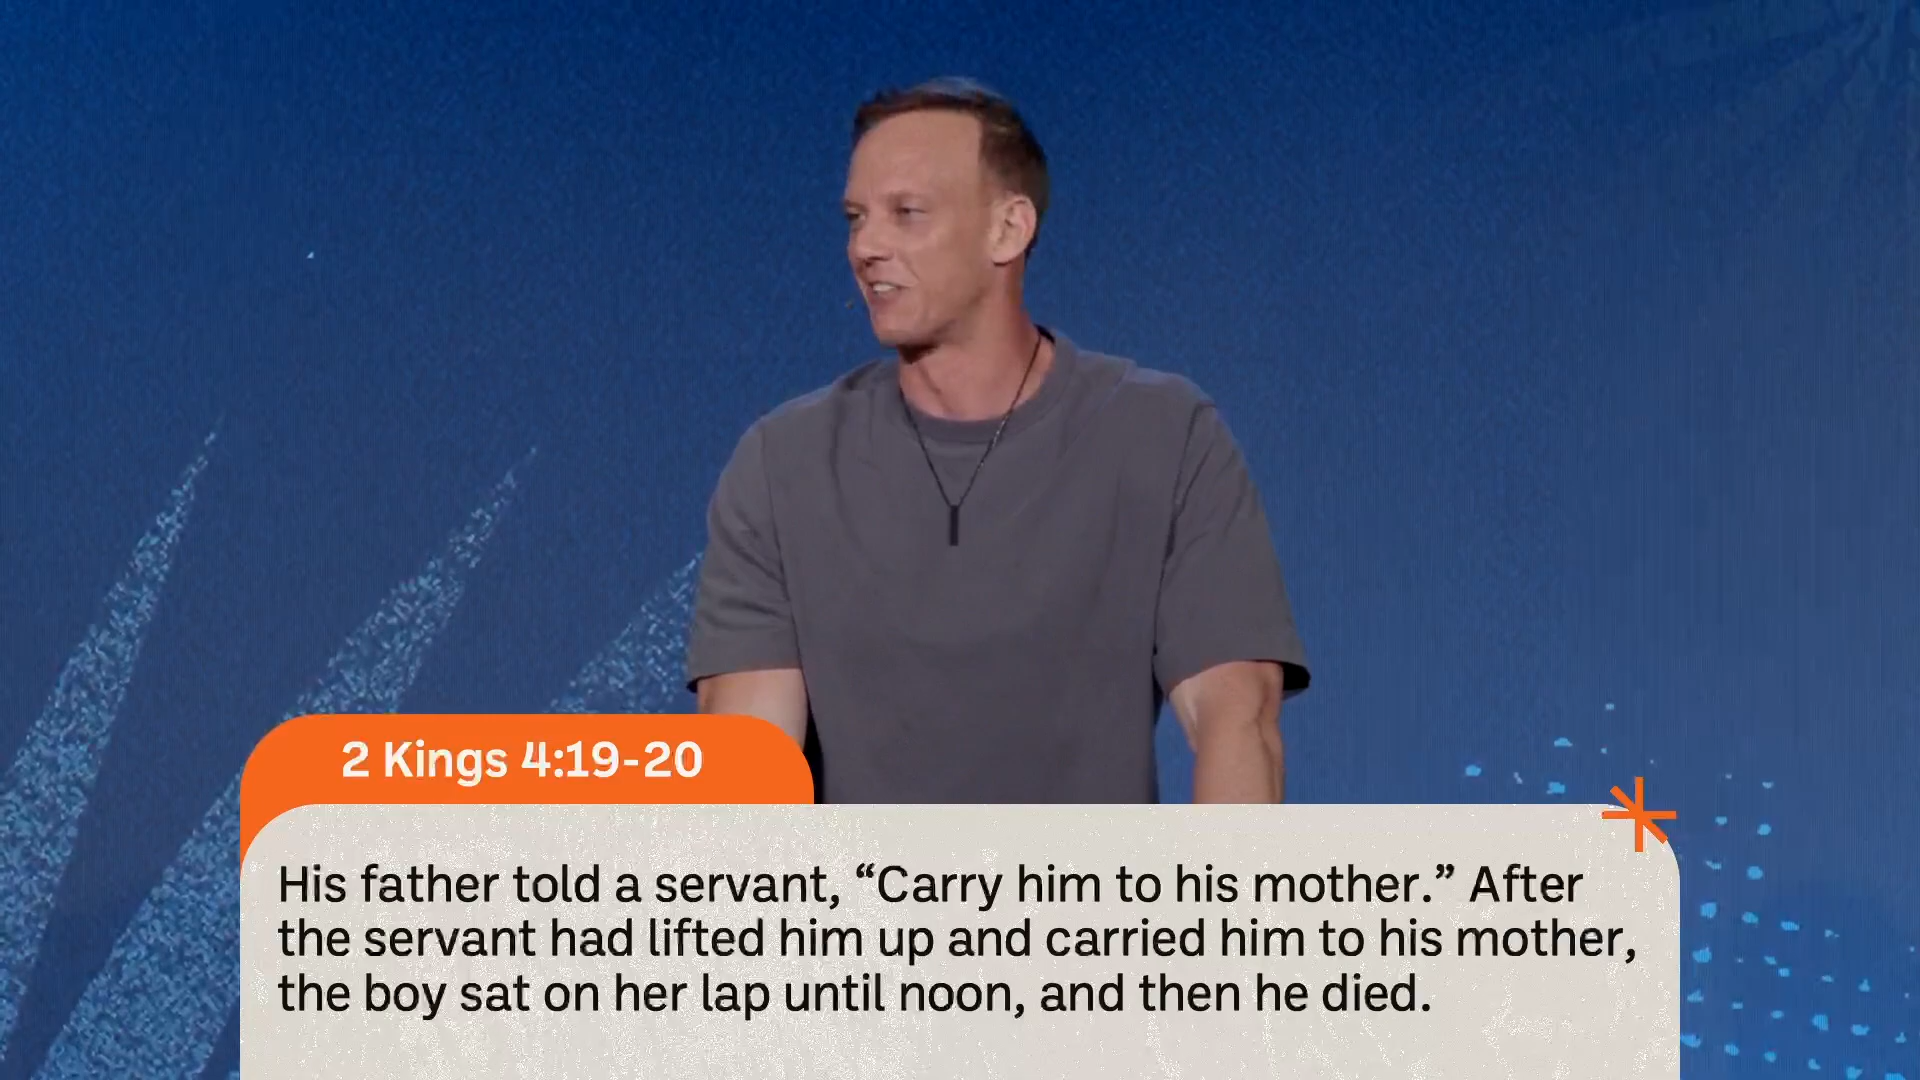 2 Kings 4:19-20
His father told a servant, “Carry him to his mother.” After
the servant had lifted him up and carried him to his mother,
the boy sat on her lap until noon, and then he died.